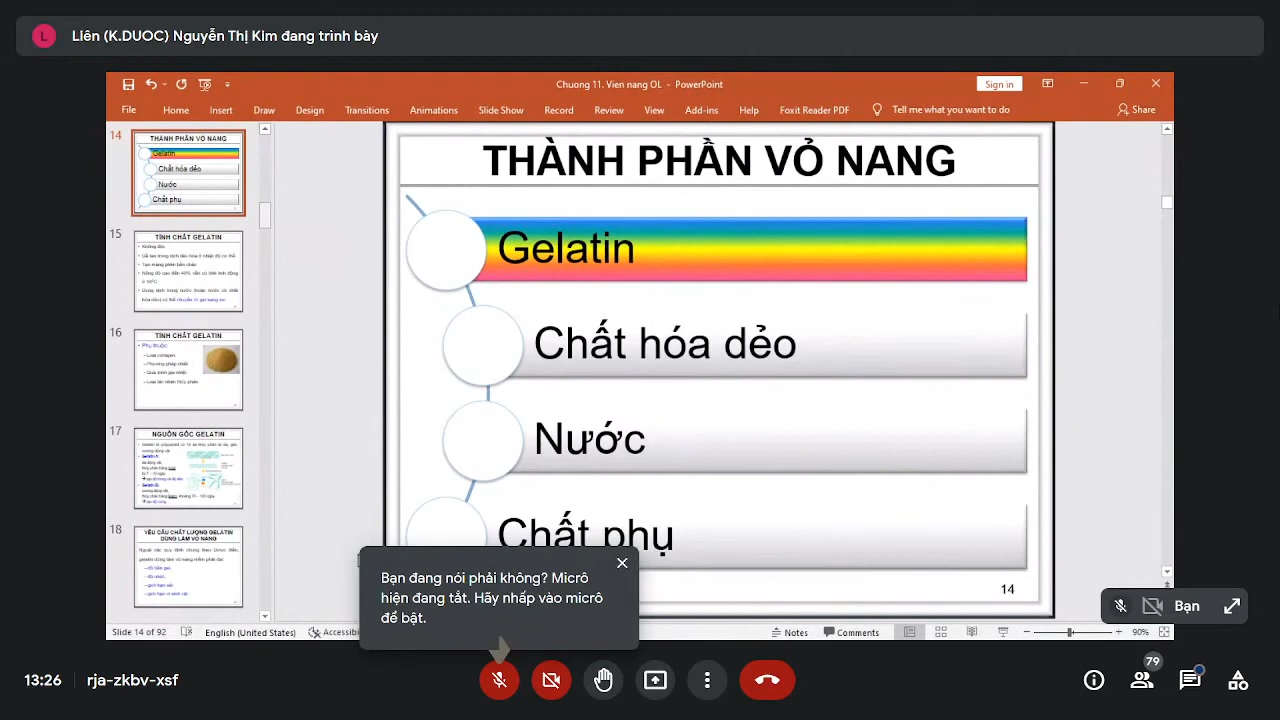 L
Liên (K.DUOC) Nguyễn Thị Kim đang trình bày
Chuong 11. Vien nang OL - PowerPoint
Sign in
File Home Insert Draw Design Transitions Animations Slide Show Record Review View Add-ins Help Foxit Reader PDF Tell me what you want to do Share
14
THÀNH PHẦN VỎ NANG
Gelatin
Chất hóa dẻo
Nước
Chất phụ
15
TÍNH CHẤT GELATIN
16
TÍNH CHẤT GELATIN
17
NGUỒN GỐC GELATIN
18
YÊU CẦU CHẤT LƯỢNG GELATIN
DÙNG LÀM VỎ NANG
THÀNH PHẦN VỎ NANG
Gelatin
Chất hóa dẻo
Nước
Chất phụ
14
Bạn đang nói phải không? Micrô
hiện đang tắt. Hãy nhấp vào micrô
để bật.
Bạn
Slide 14 of 92 English (United States) Accessibi Notes Comments 90%
13:26 rja-zkbv-xsf
79